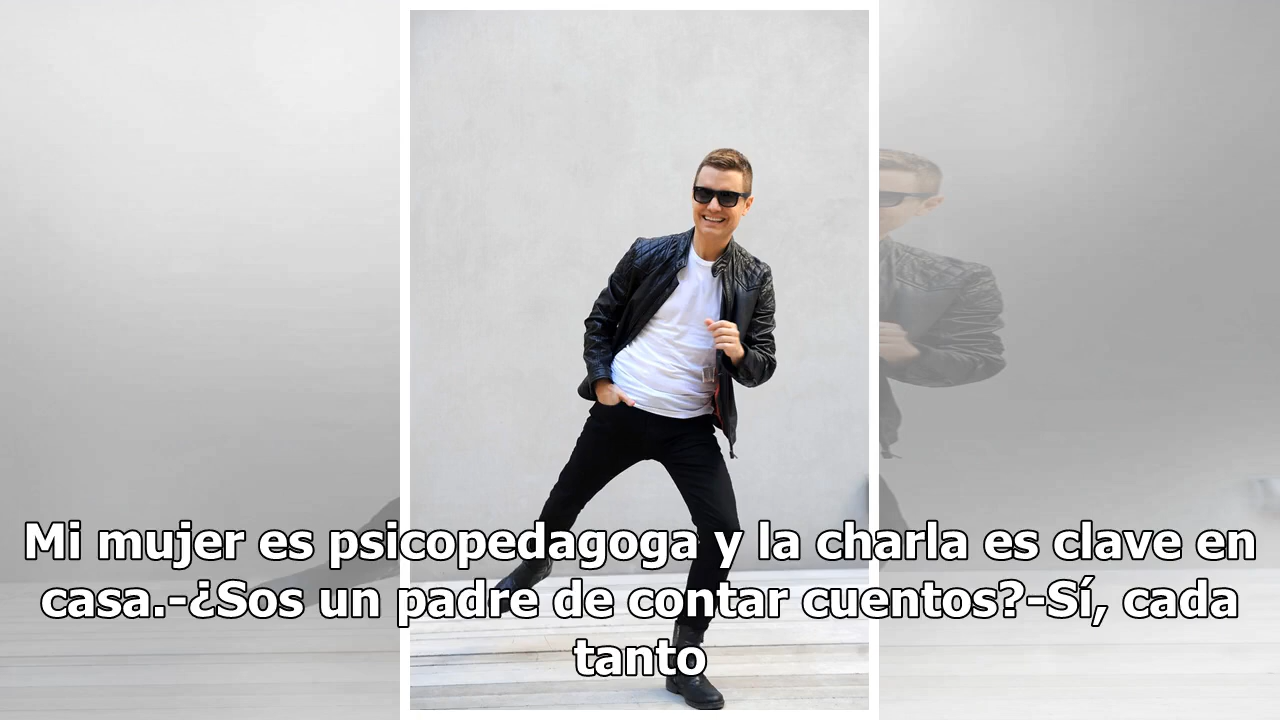 Mi mujer es psicopedagoga y la charla es clave en
casa.-¿Sos un padre de contar cuentos?-Sí, cada
tanto